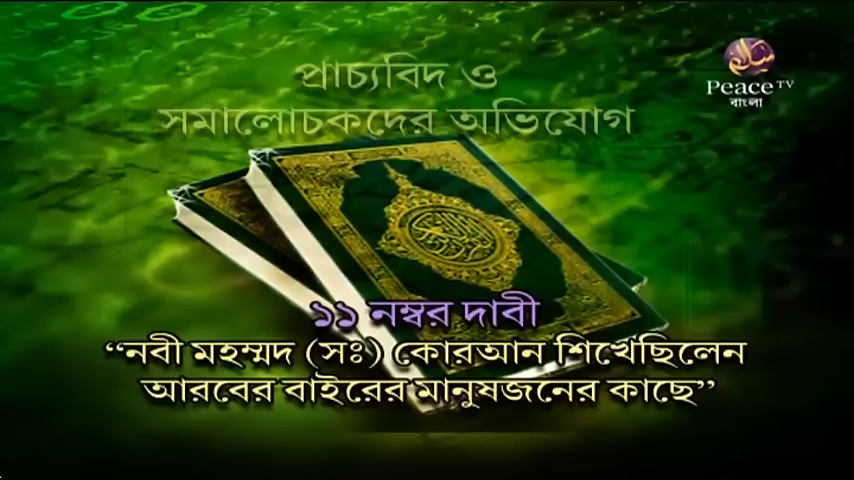 প্রাচ্যবিদ ও
সমালোচকদের অভিযোগ
Peace TV
বাংলা
১১ নম্বর দাবী
“নবী মহম্মদ (সঃ) কোরআন শিখেছিলেন
আরবের বাইরের মানুষজনের কাছে”